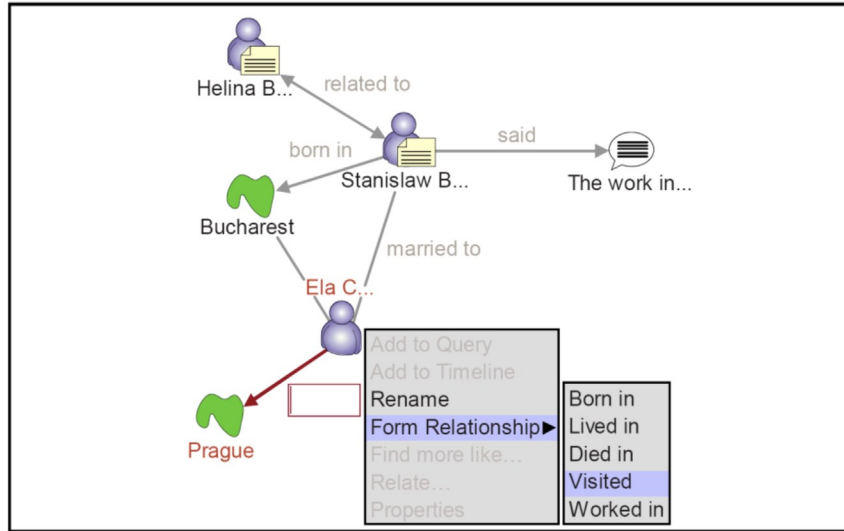 Helina B...
related to
born in
Stanislaw B...
said
The work in...
Bucharest
married to
Ela C...
Prague
Add to Query
Add to Timeline
Rename
Form Relationship
Find more like...
Relate...
Properties
Born in
Lived in
Died in
Visited
Worked in